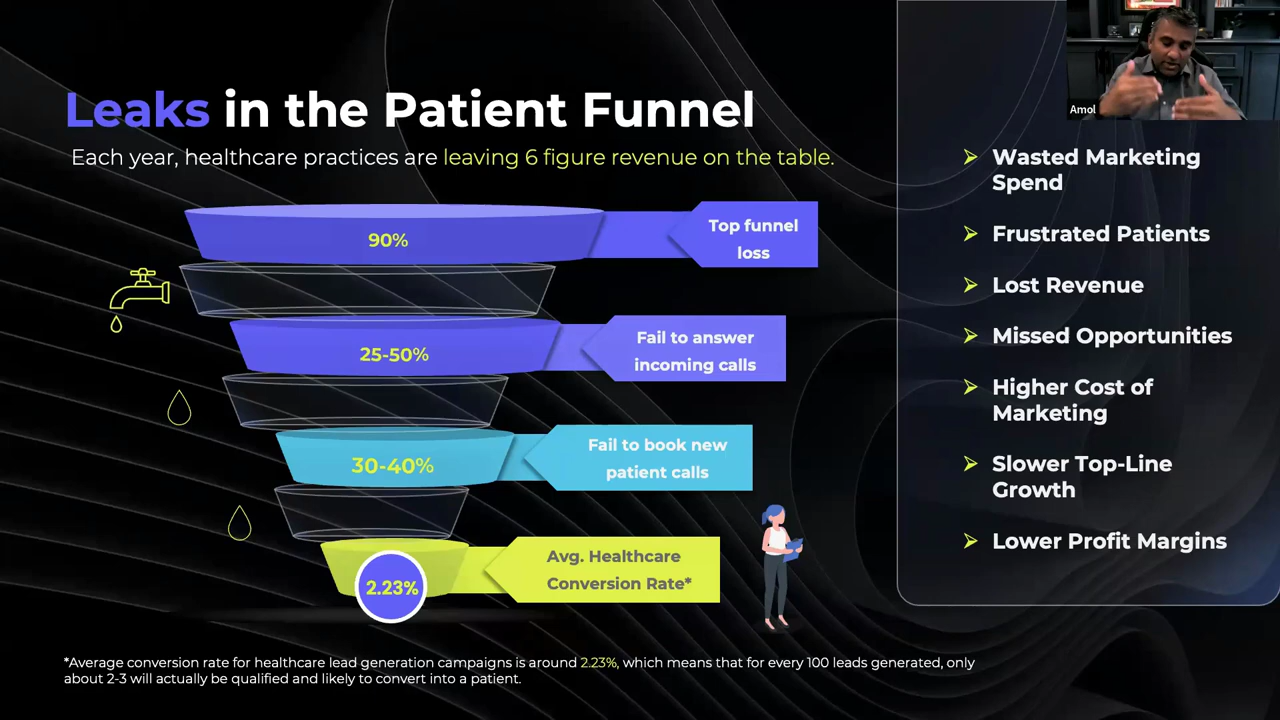 Leaks in the Patient Funnel
Each year, healthcare practices are leaving 6 figure revenue on the table.
90%
Top funnel
loss
25-50%
Fail to answer
incoming calls
30-40%
Fail to book new
patient calls
2.23%
Avg. Healthcare
Conversion Rate*
*Average conversion rate for healthcare lead generation campaigns is around 2.23%, which means that for every 100 leads generated, only
about 2-3 will actually be qualified and likely to convert into a patient.
Amol
Wasted Marketing
Spend
Frustrated Patients
Lost Revenue
Missed Opportunities
Higher Cost of
Marketing
Slower Top-Line
Growth
Lower Profit Margins